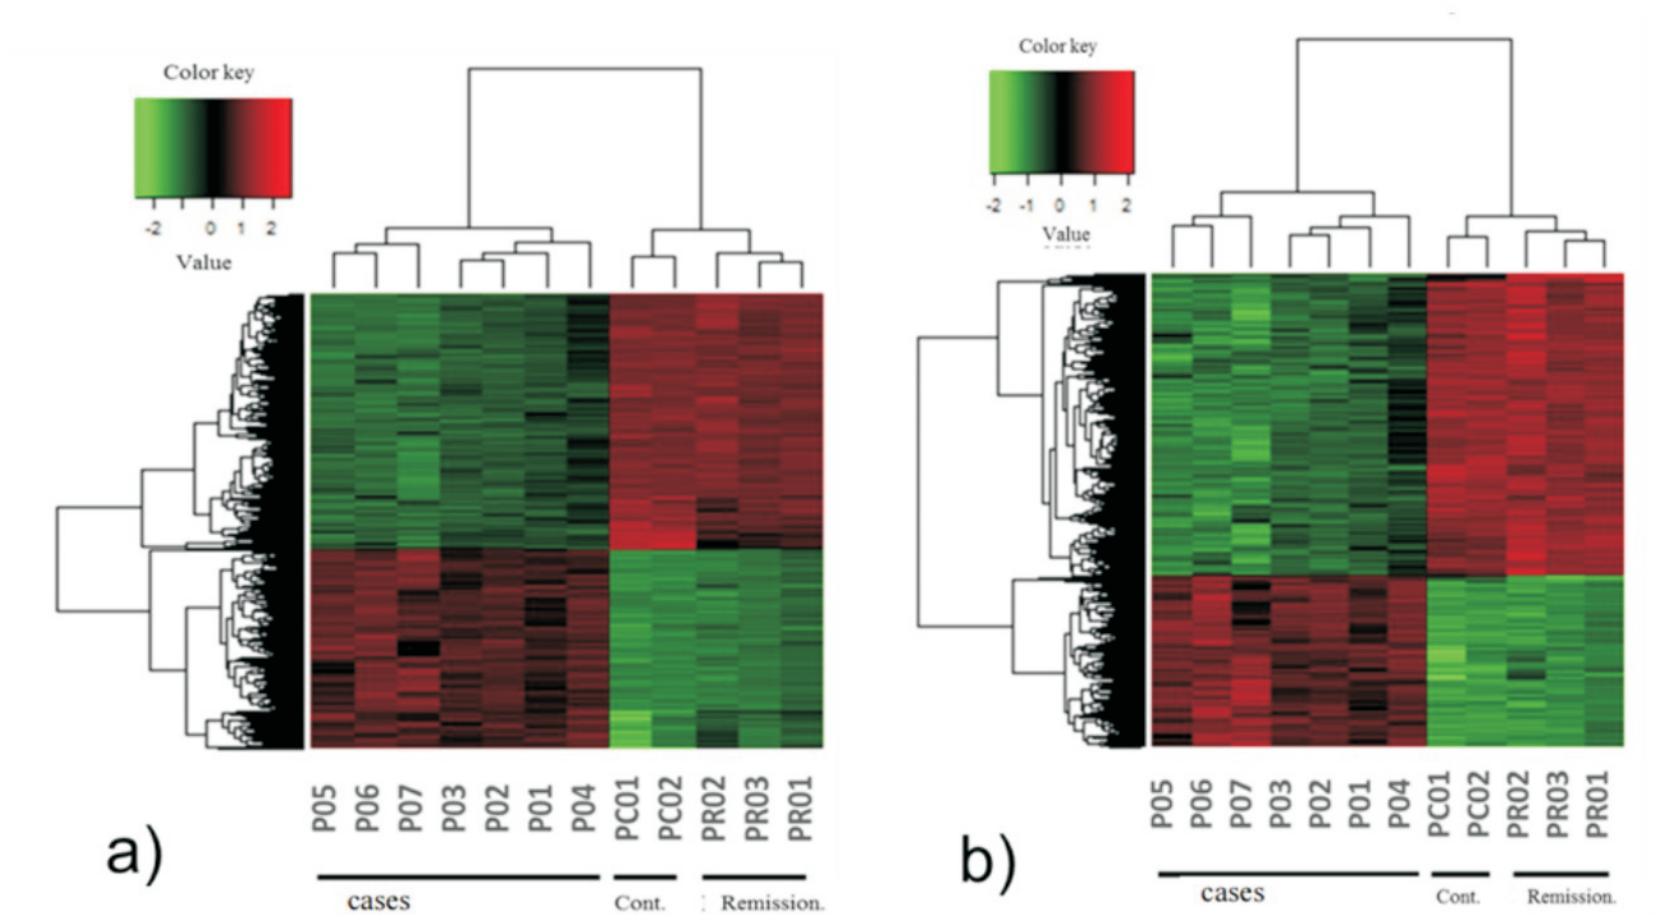 Color key
-2 0 1 2
Value
P05 P06 P07 P03 P02 P01 P04 PC01 PC02 PR02 PR03 PR01
a)
cases Cont. : Remission.
Color key
-2 -1 0 1 2
Value
P05 P06 P07 P03 P02 P01 P04 PC01 PC02 PR02 PR03 PR01
b)
cases Cont. Remission.